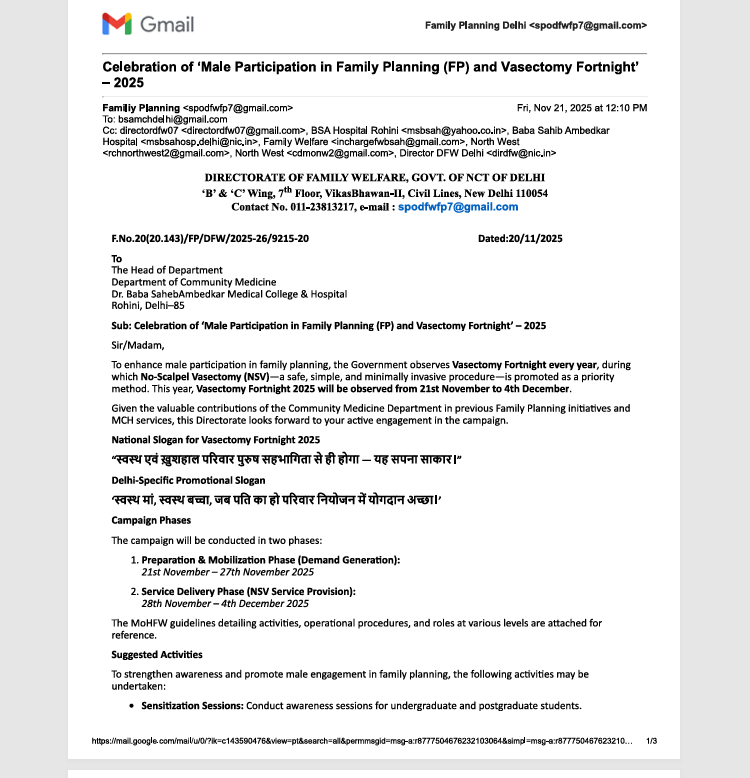 Gmail
Family Planning Delhi <spodfwfp7@gmail.com>
Celebration of ‘Male Participation in Family Planning (FP) and Vasectomy Fortnight’
– 2025
Familiy Planning <spodfwfp7@gmail.com>
Fri, Nov 21, 2025 at 12:10 PM
To: bsamchdelhi@gmail.com
Cc: directordfw07 <directordfw07@gmail.com>, BSA Hospital Rohini <msbsah@yahoo.co.in>, Baba Sahib Ambedkar
Hospital <msbsahosp.delhi@nic.in>, Family Welfare <inchargefwbsah@gmail.com>, North West
<rchnorthwest2@gmail.com>, North West <cdmonw2@gmail.com>, Director DFW Delhi <dirdfw@nic.in>
DIRECTORATE OF FAMILY WELFARE, GOVT. OF NCT OF DELHI
‘B’ & ‘C’ Wing, 7th Floor, VikasBhawan-II, Civil Lines, New Delhi 110054
Contact No. 011-23813217, e-mail : spodfwfp7@gmail.com
F.No.20(20.143)/FP/DFW/2025-26/9215-20
Dated:20/11/2025
To
The Head of Department
Department of Community Medicine
Dr. Baba SahebAmbedkar Medical College & Hospital
Rohini, Delhi–85
Sub: Celebration of ‘Male Participation in Family Planning (FP) and Vasectomy Fortnight’ – 2025
Sir/Madam,
To enhance male participation in family planning, the Government observes Vasectomy Fortnight every year, during
which No-Scalpel Vasectomy (NSV)—a safe, simple, and minimally invasive procedure—is promoted as a priority
method. This year, Vasectomy Fortnight 2025 will be observed from 21st November to 4th December.
Given the valuable contributions of the Community Medicine Department in previous Family Planning initiatives and
MCH services, this Directorate looks forward to your active engagement in the campaign.
National Slogan for Vasectomy Fortnight 2025
“स्वस्थ एवं ख़ुशहाल परिवार पुरुष सहभागिता से ही होगा — यह सपना साकार।”
Delhi-Specific Promotional Slogan
‘स्वस्थ मां, स्वस्थ बच्चा, जब पति का हो परिवार नियोजन में योगदान अच्छा।’
Campaign Phases
The campaign will be conducted in two phases:
1. Preparation & Mobilization Phase (Demand Generation):
21st November – 27th November 2025
2. Service Delivery Phase (NSV Service Provision):
28th November – 4th December 2025
The MoHFW guidelines detailing activities, operational procedures, and roles at various levels are attached for
reference.
Suggested Activities
To strengthen awareness and promote male engagement in family planning, the following activities may be
undertaken:
• Sensitization Sessions: Conduct awareness sessions for undergraduate and postgraduate students.
https://mail.google.com/mail/u/0/?ik=c143590476&view=pt&search=all&permmsgid=msg-a:r8777504676232103064&simpl=msg-a:r877750467623210… 1/3